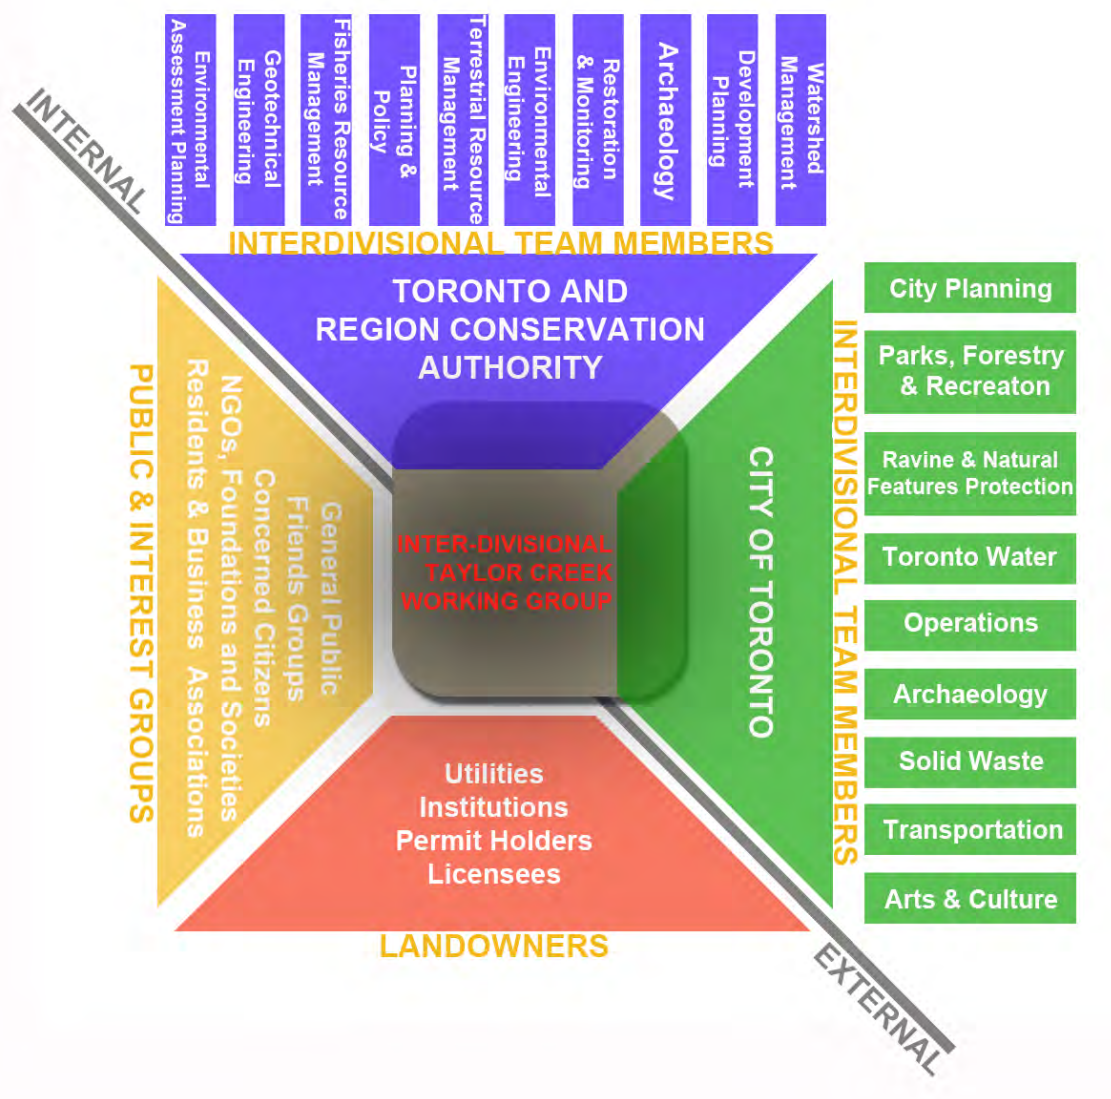 Environmental
Assessment Planning
Geotechnical
Engineering
Fisheries Resource
Management
Planning &
Policy
Terrestrial Resource
Management
Environmental
Engineering
Restoration
& Monitoring
Archaeology
Development
Planning
Watershed
Management
INTERNAL
INTERDIVISIONAL TEAM MEMBERS
TORONTO AND
REGION CONSERVATION
AUTHORITY
PUBLIC & INTEREST GROUPS
General Public
Friends Groups
Concerned Citizens
NGOs, Foundations and Societies
Residents & Business Associations
INTER-DIVISIONAL
TAYLOR CREEK
WORKING GROUP
CITY OF TORONTO
INTERDIVISIONAL TEAM MEMBERS
City Planning
Parks, Forestry
& Recreaton
Ravine & Natural
Features Protection
Toronto Water
Operations
Archaeology
Solid Waste
Transportation
Arts & Culture
Utilities
Institutions
Permit Holders
Licensees
LANDOWNERS
EXTERNAL